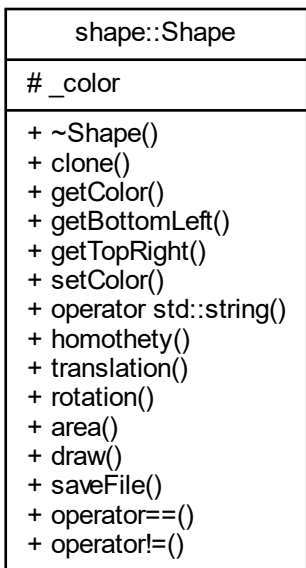 shape::Shape
# _color
+ ~Shape()
+ clone()
+ getColor()
+ getBottomLeft()
+ getTopRight()
+ setColor()
+ operator std::string()
+ homothety()
+ translation()
+ rotation()
+ area()
+ draw()
+ saveFile()
+ operator==()
+ operator!=()